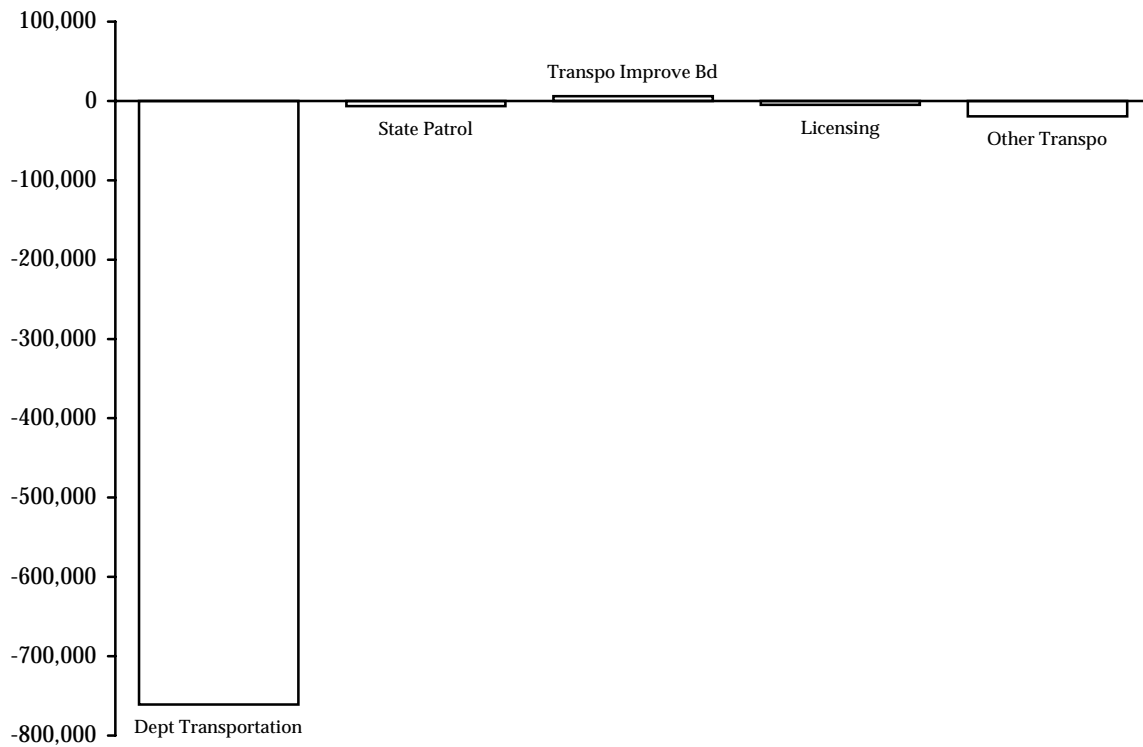 100,000
0
-100,000
-200,000
-300,000
-400,000
-500,000
-600,000
-700,000
-800,000
Transpo Improve Bd
State Patrol
Licensing
Other Transpo
Dept Transportation